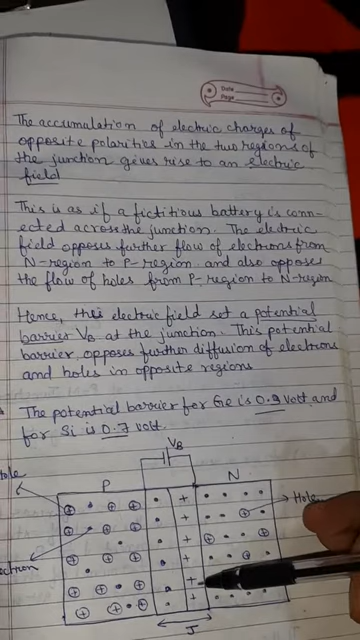 Date
Page
The accumulation of electric charges of
opposite polarities in the two regions of
the junction gives rise to an electric
field
This is as if a fictitious battery is conn-
ected across the junction. The electric
field opposes further flow of electrons from
N-region to P-region and also opposes
the flow of holes from P-region to N-region
Hence, this electric field set a potential
barrier VB at the junction. This potential
barrier, opposes further diffusion of electrons
and holes in opposite regions
The potential barrier for Ge is 0.9 volt and
for Si is 0.7 volt.
VB
P
N
Hole
J